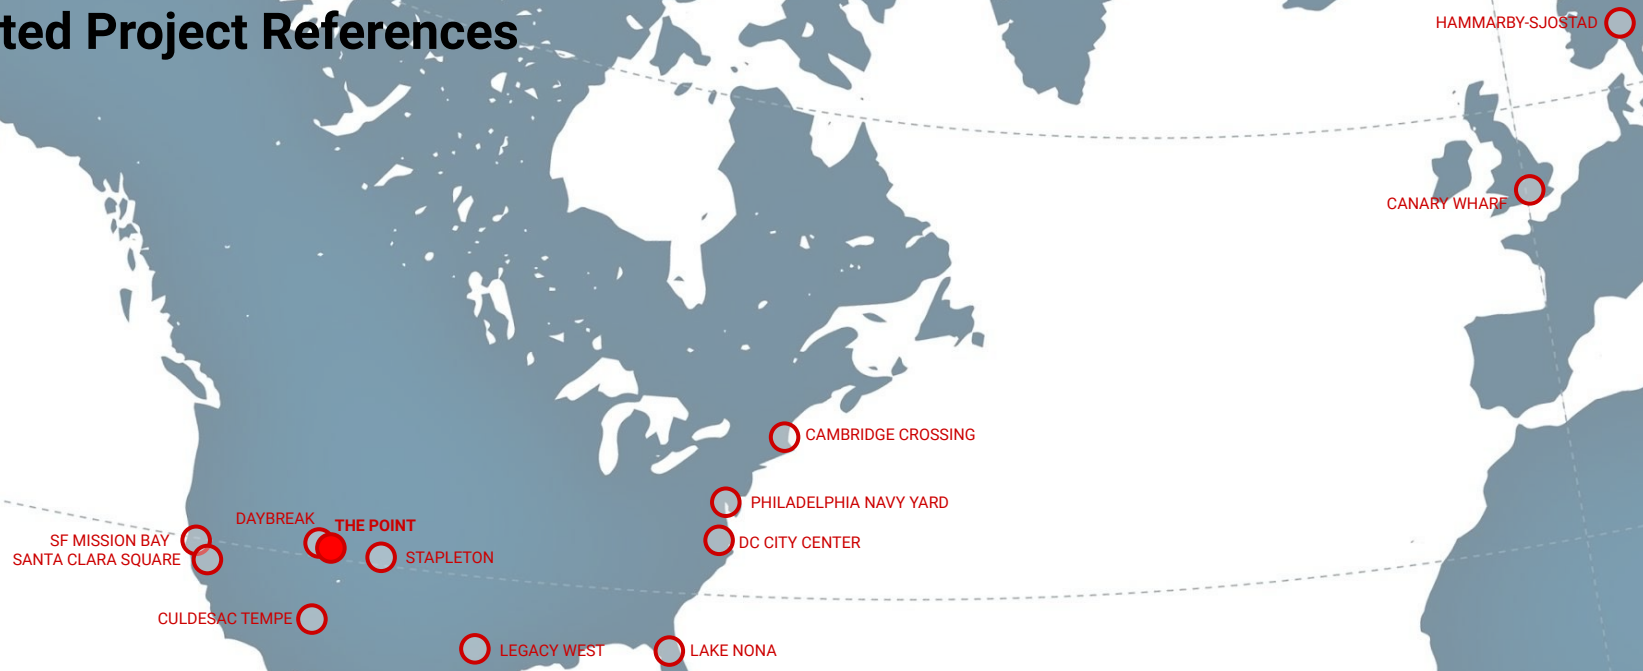 ted Project References
HAMMARBY-SJOSTAD
CANARY WHARF
CAMBRIDGE CROSSING
PHILADELPHIA NAVY YARD
DAYBREAK
THE POINT
SF MISSION BAY
DC CITY CENTER
SANTA CLARA SQUARE
STAPLETON
CULDESAC TEMPE
LEGACY WEST
LAKE NONA